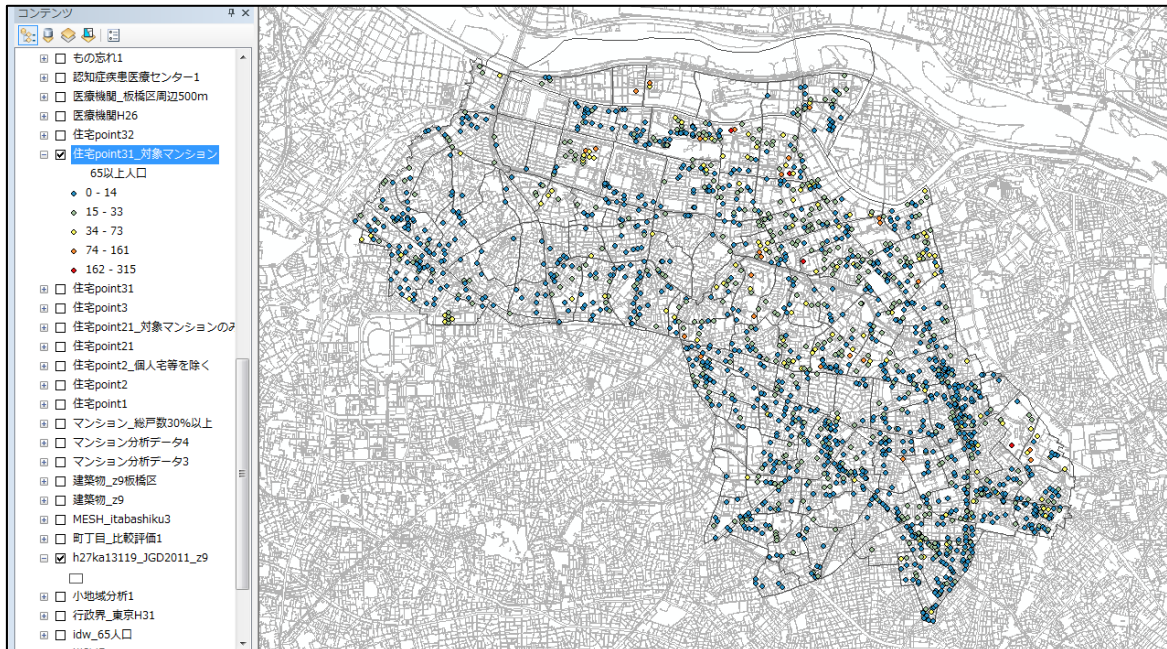 コンテンツ
もの忘れ1
認知症疾患医療センター1
医療機関_板橋区周辺500m
医療機関H26
住宅point32
住宅point31_対象マンション
65以上人口
0 - 14
15 - 33
34 - 73
74 - 161
162 - 315
住宅point31
住宅point3
住宅point21_対象マンションのみ
住宅point21
住宅point2_個人宅等を除く
住宅point2
住宅point1
マンション_総戸数30%以上
マンション分析データ4
マンション分析データ3
建築物_z9板橋区
建築物_z9
MESH_itabashiku3
町丁目_比較評価1
h27ka13119_JGD2011_z9
小地域分析1
行政界_東京H31
idw_65人口